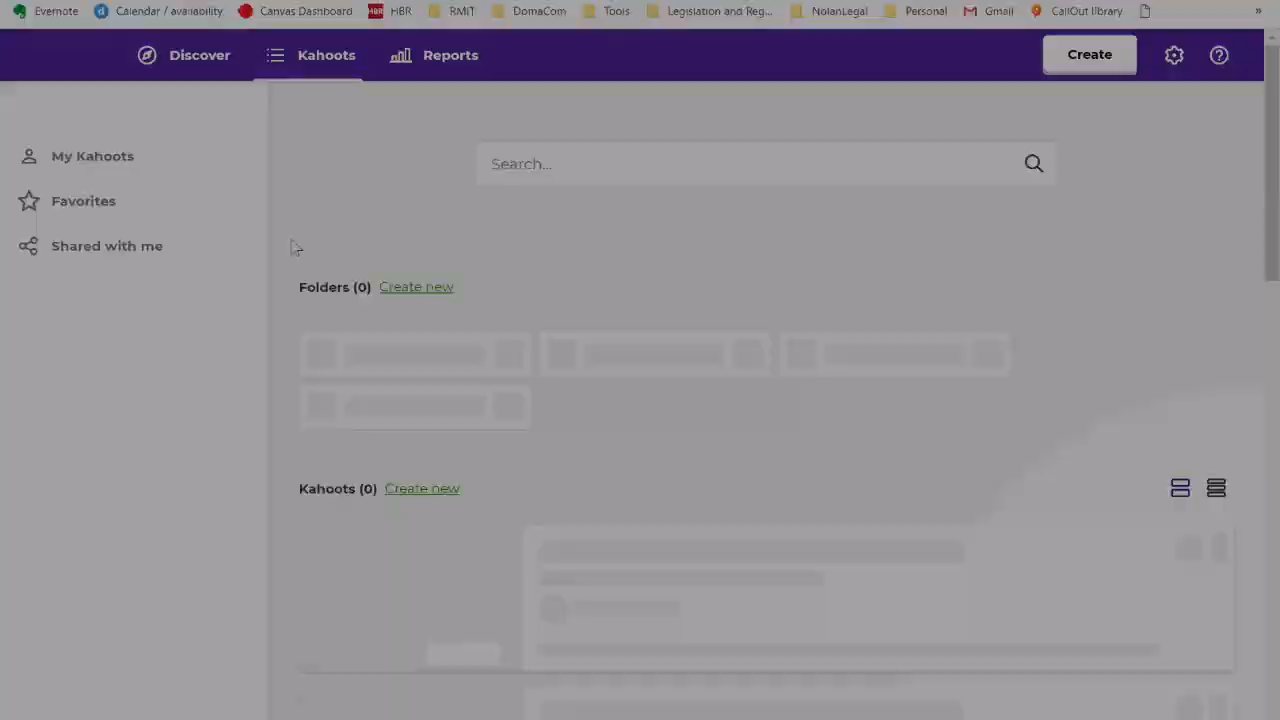 Evernote Calendar / availability Canvas Dashboard HBR HBR RMIT DomaCom Tools Legislation and Reg... NolanLegal Personal Gmail CallOut library »
Discover Kahoots Reports Create
My Kahoots
Favorites
Shared with me
Search...
Folders (0) Create new
Kahoots (0) Create new